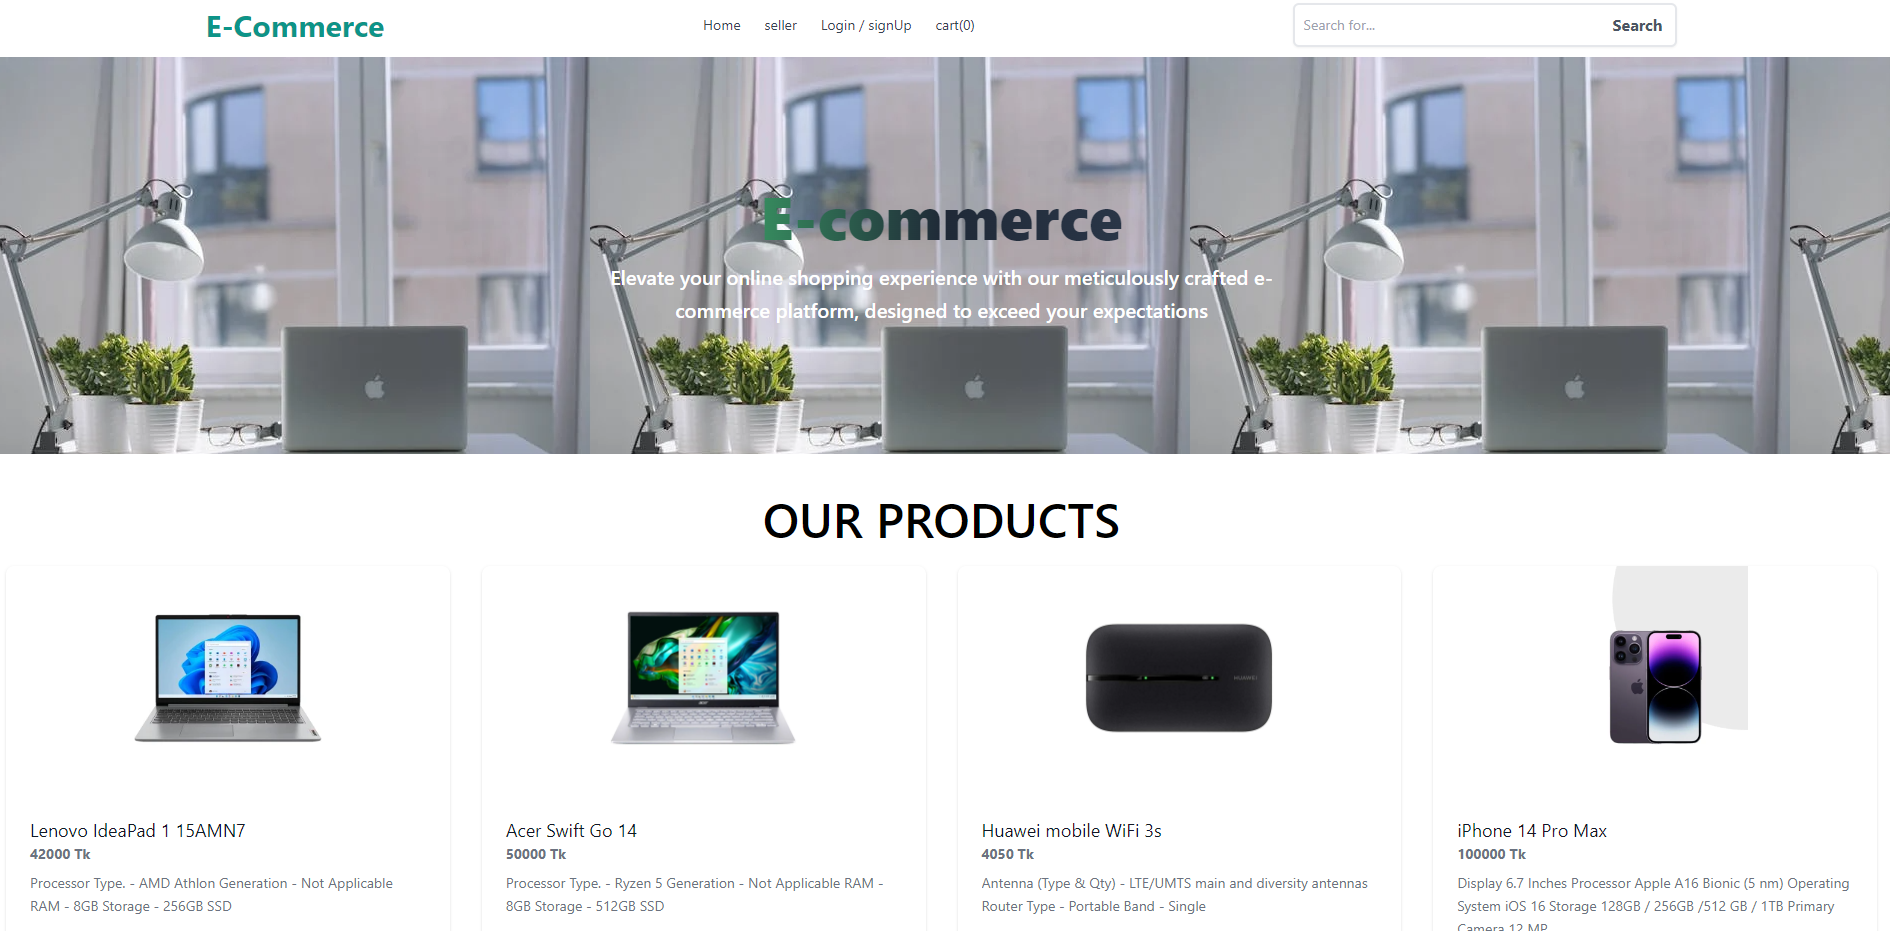 E-Commerce
Home seller Login / signUp cart(0)
Search for... Search
E-commerce
Elevate your online shopping experience with our meticulously crafted e-
commerce platform, designed to exceed your expectations
OUR PRODUCTS
HUAWEI
Lenovo IdeaPad 1 15AMN7
42000 Tk
Processor Type. - AMD Athlon Generation - Not Applicable
RAM - 8GB Storage - 256GB SSD
Acer Swift Go 14
50000 Tk
Processor Type. - Ryzen 5 Generation - Not Applicable RAM -
8GB Storage - 512GB SSD
Huawei mobile WiFi 3s
4050 Tk
Antenna (Type & Qty) - LTE/UMTS main and diversity antennas
Router Type - Portable Band - Single
iPhone 14 Pro Max
100000 Tk
Display 6.7 Inches Processor Apple A16 Bionic (5 nm) Operating
System iOS 16 Storage 128GB / 256GB /512 GB / 1TB Primary
Camera 12 MP